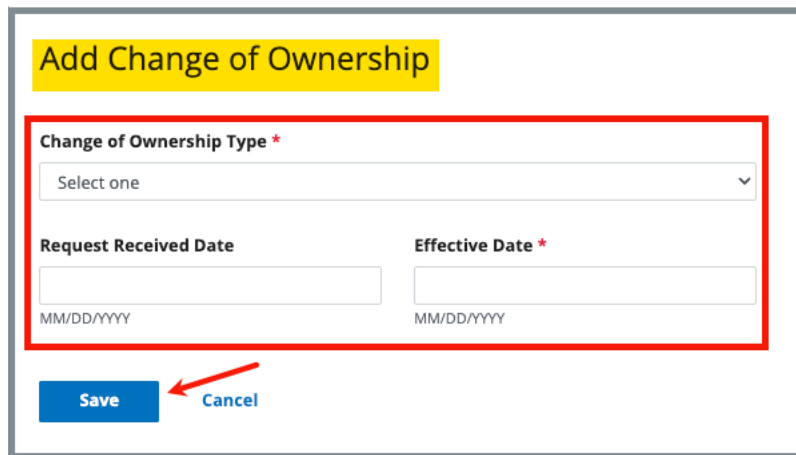 Add Change of Ownership
Change of Ownership Type *
Select one
Request Received Date
Effective Date *
MM/DD/YYYY
MM/DD/YYYY
Save
Cancel